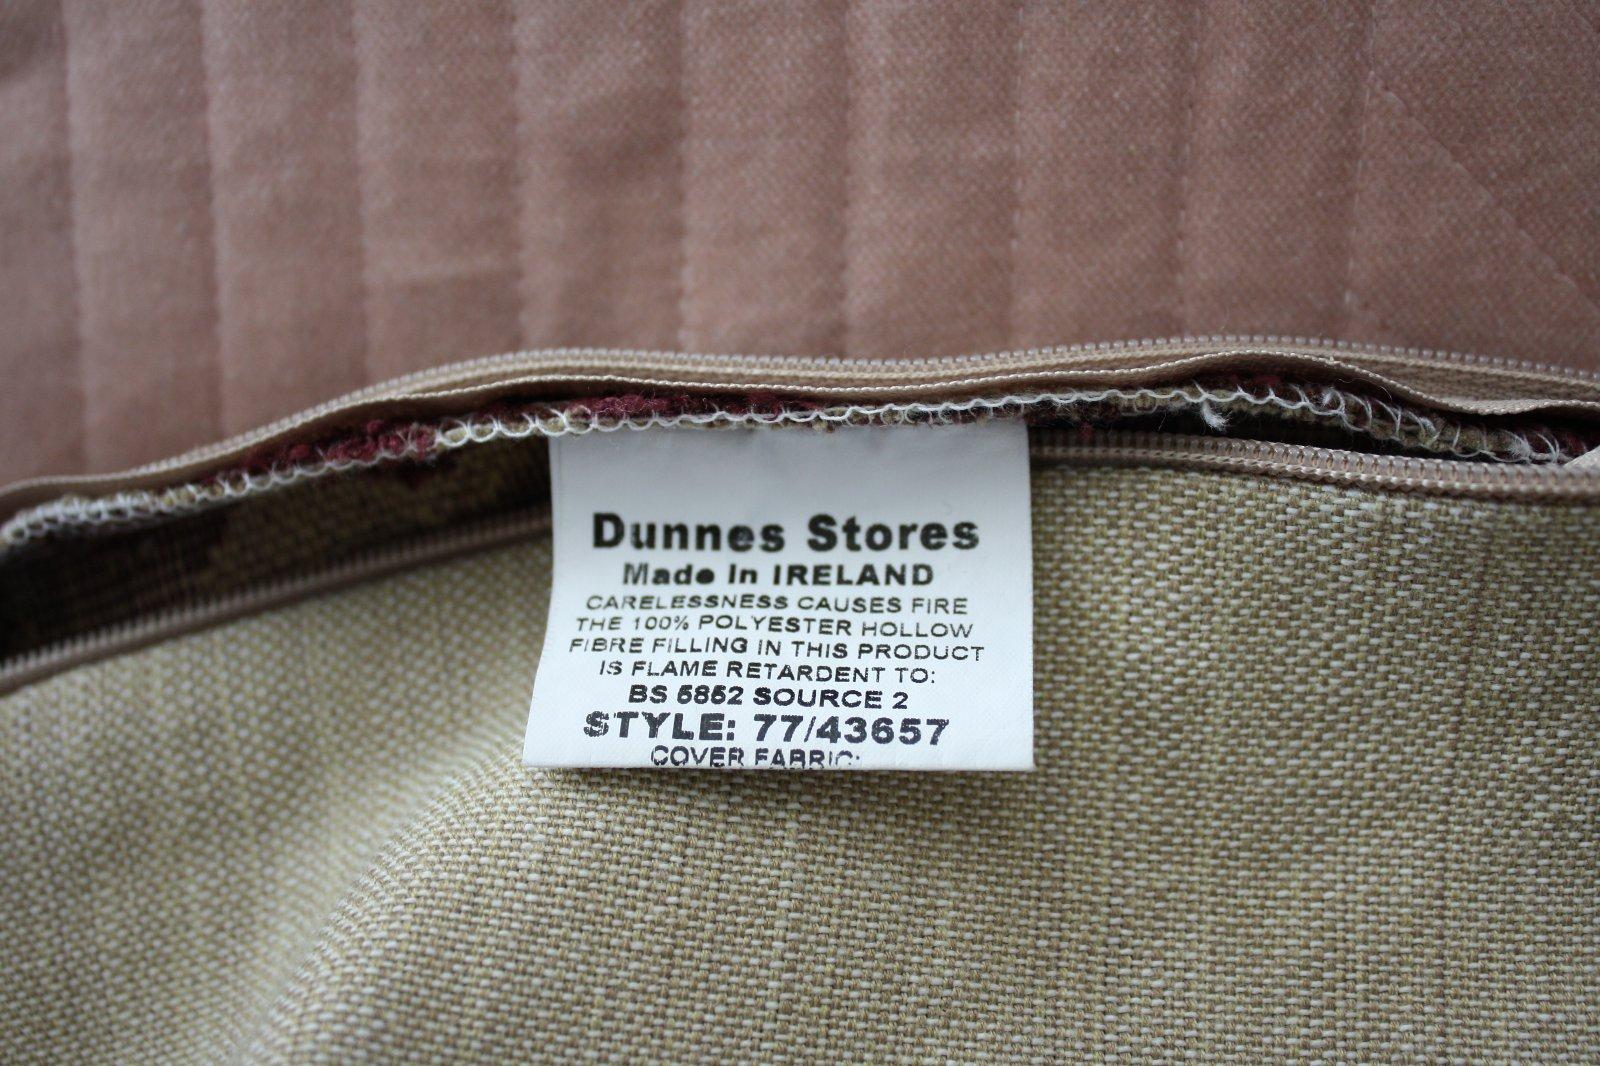 Dunnes Stores
Made In IRELAND
CARELESSNESS CAUSES FIRE
THE 100% POLYESTER HOLLOW
FIBRE FILLING IN THIS PRODUCT
IS FLAME RETARDENT TO:
BS 5852 SOURCE 2
STYLE: 77/43657
COVER FABRIC: